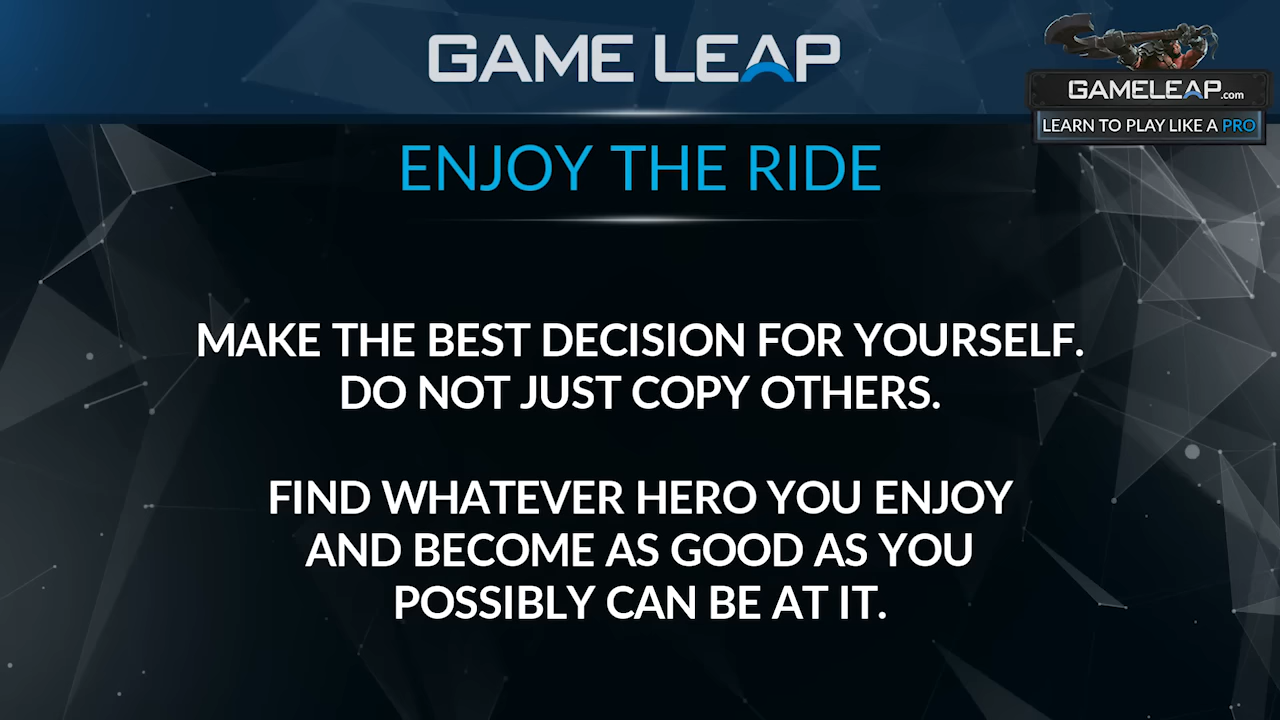 GAME LEAP
GAMELEAP.com
LEARN TO PLAY LIKE A PRO
ENJOY THE RIDE
MAKE THE BEST DECISION FOR YOURSELF.
DO NOT JUST COPY OTHERS.
FIND WHATEVER HERO YOU ENJOY
AND BECOME AS GOOD AS YOU
POSSIBLY CAN BE AT IT.